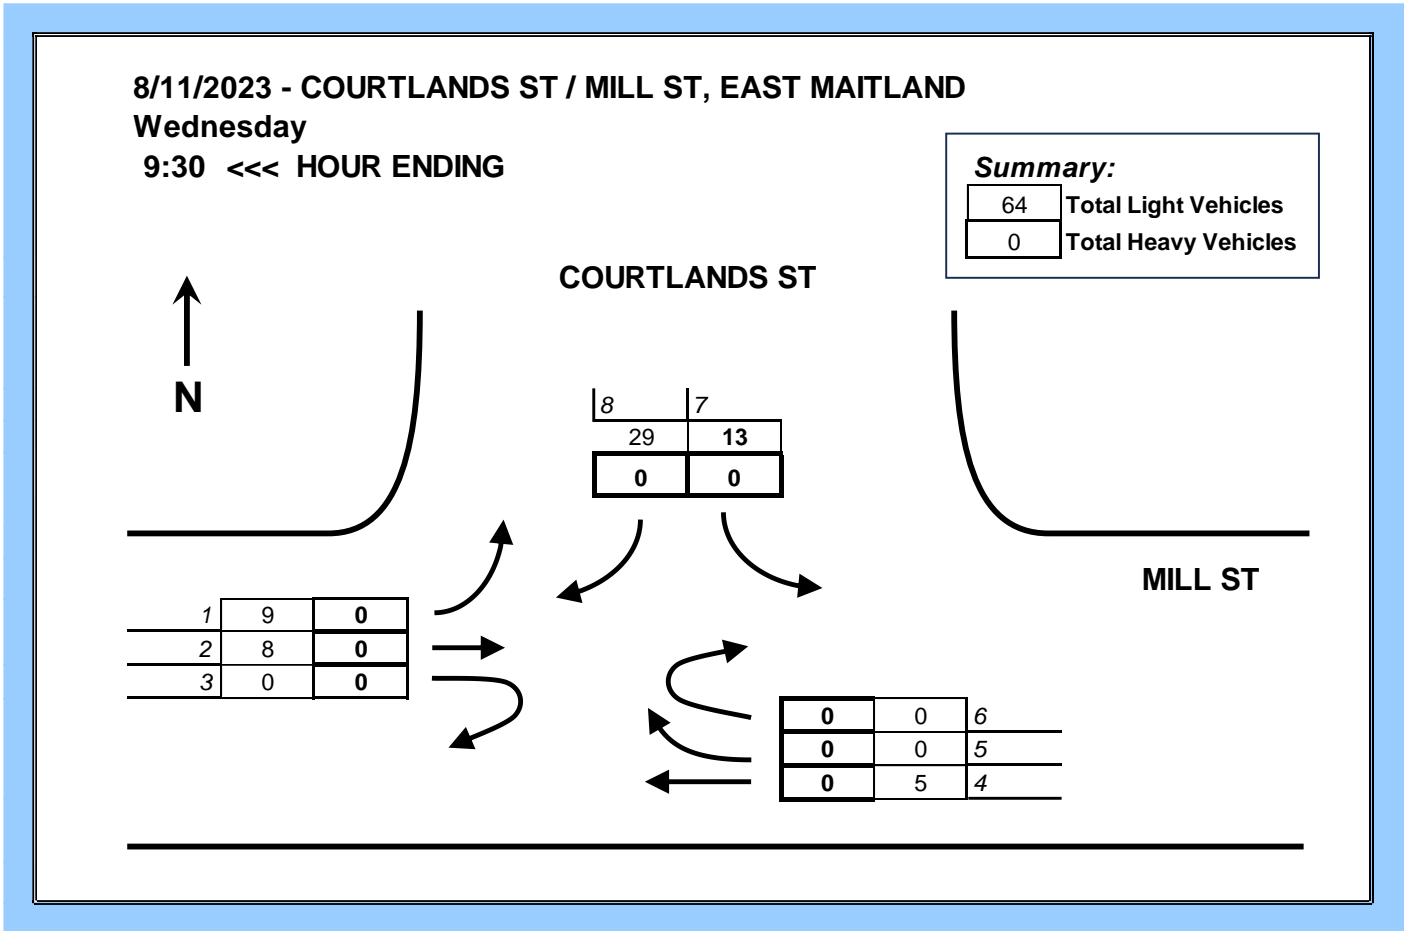 8/11/2023 - COURTLANDS ST / MILL ST, EAST MAITLAND
Wednesday
9:30 <<< HOUR ENDING
Summary:
64 Total Light Vehicles
0 Total Heavy Vehicles
COURTLANDS ST
N
8 7
29 13
0 0
MILL ST
1 9 0
2 8 0
3 0 0
0 0 6
0 0 5
0 5 4